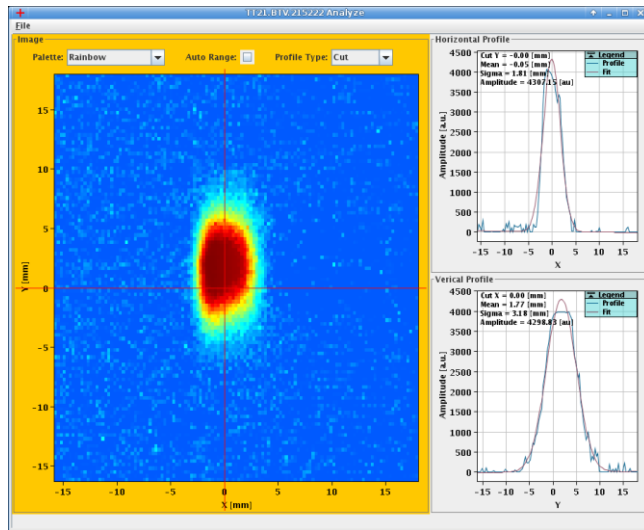 TT21.BTV.215222 Analyze
File
Image
Palette: Rainbow Auto Range: Profile Type: Cut
15
10
5
0
-5
-10
-15
Y [mm]
-15 -10 -5 0 5 10 15
X [mm]
Horizontal Profile
Cut Y = -0.00 [mm]
Mean = -0.05 [mm]
Sigma = 1.81 [mm]
Amplitude = 4307.15 [au]
Legend
Profile
Fit
4500
4000
3500
3000
2500
2000
1500
1000
500
0
Amplitude [a.u.]
-15 -10 -5 0 5 10 15
X
Verical Profile
Cut X = 0.00 [mm]
Mean = 1.77 [mm]
Sigma = 3.18 [mm]
Amplitude = 4298.83 [au]
Legend
Profile
Fit
4500
4000
3500
3000
2500
2000
1500
1000
500
0
Amplitude [a.u.]
-15 -10 -5 0 5 10 15
Y